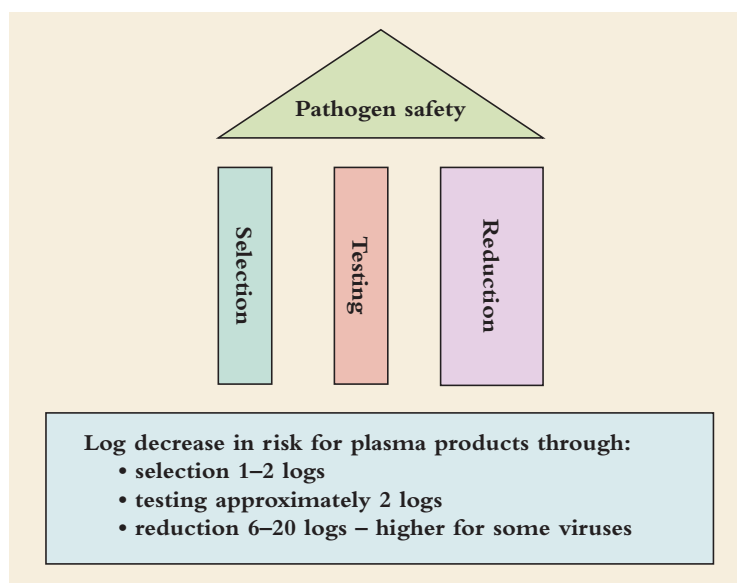 Pathogen safety
Selection
Testing
Reduction
Log decrease in risk for plasma products through:
• selection 1–2 logs
• testing approximately 2 logs
• reduction 6–20 logs – higher for some viruses